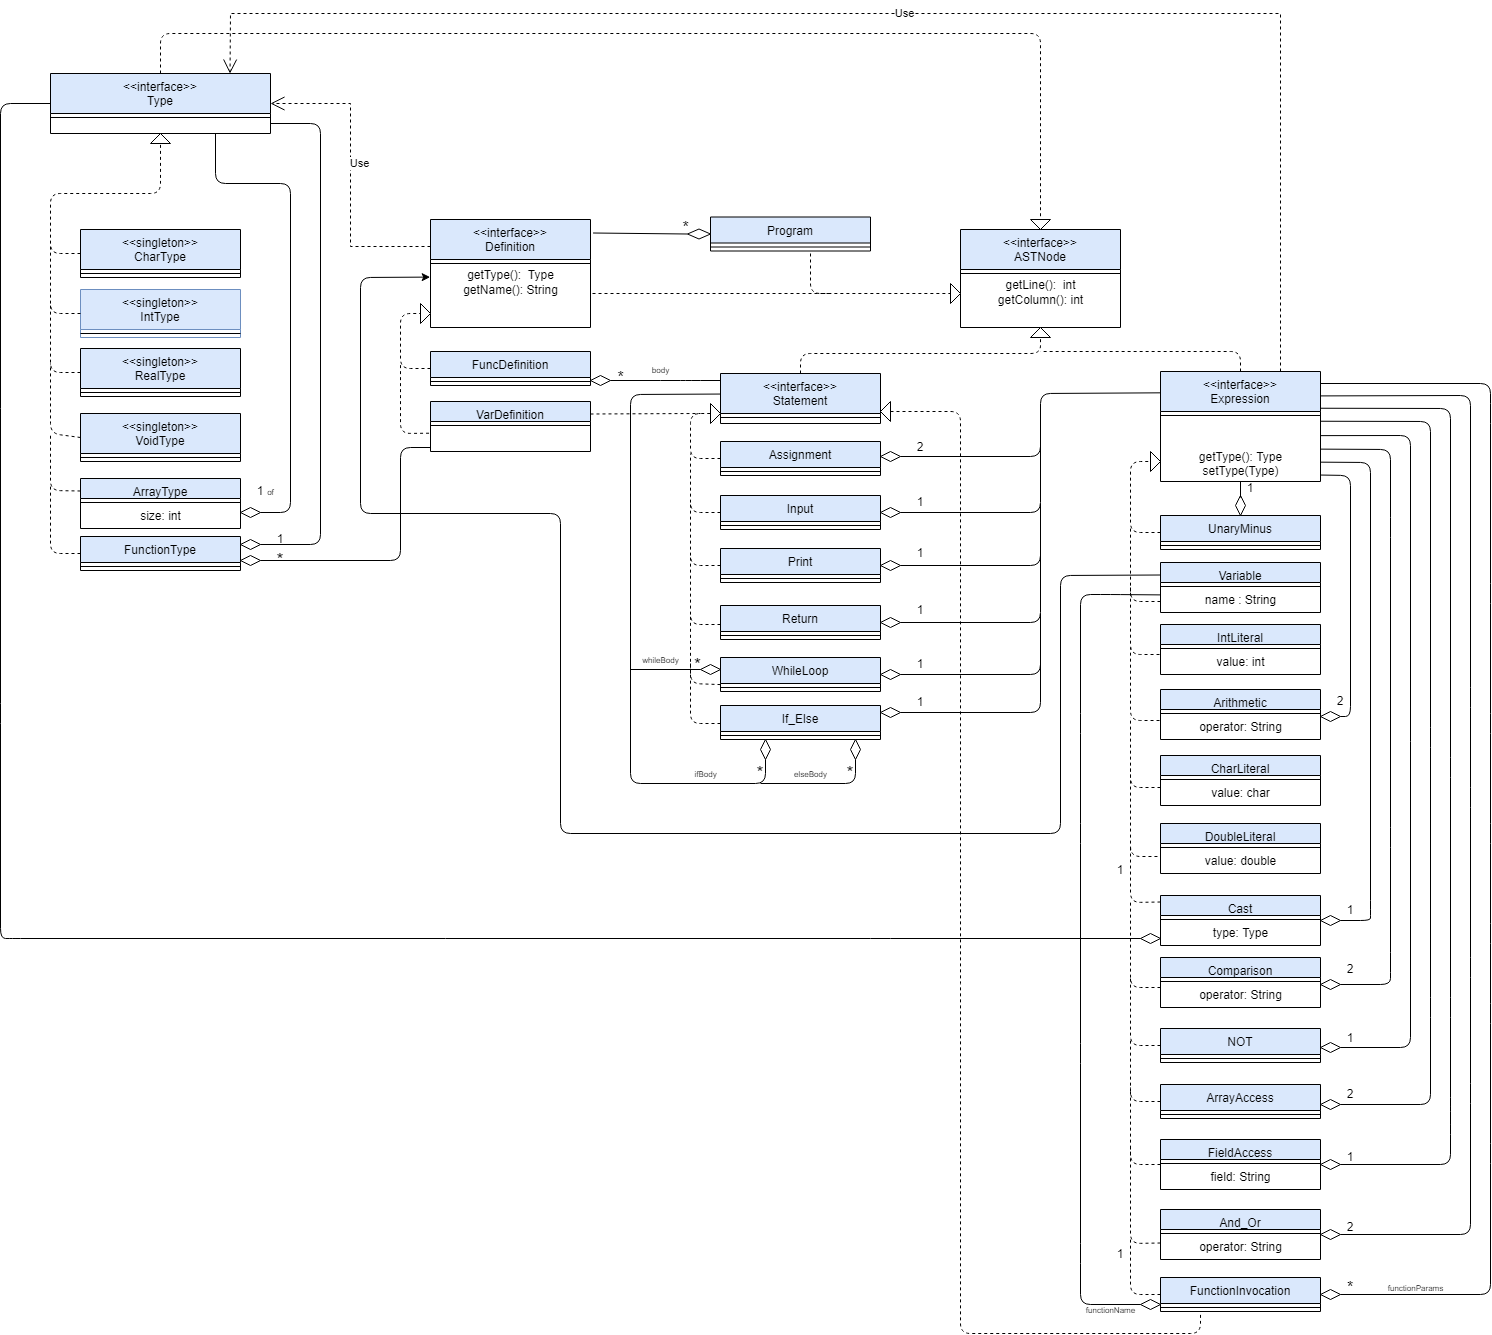 Use
<<interface>>
Type
Use
<<singleton>>
CharType
<<singleton>>
IntType
<<singleton>>
RealType
<<singleton>>
VoidType
ArrayType
size: int
1 of
FunctionType
1
*
<<interface>>
Definition
getType():  Type
getName(): String
*
Program
<<interface>>
ASTNode
getLine():  int
getColumn(): int
FuncDefinition
*
body
VarDefinition
<<interface>>
Statement
Assignment
2
Input
1
Print
1
Return
1
whileBody
*
WhileLoop
1
If_Else
1
ifBody
*
elseBody
*
<<interface>>
Expression
getType(): Type
setType(Type)
1
UnaryMinus
Variable
name : String
IntLiteral
value: int
Arithmetic
operator: String
2
CharLiteral
value: char
DoubleLiteral
value: double
1
Cast
type: Type
1
Comparison
operator: String
2
NOT
1
ArrayAccess
2
FieldAccess
field: String
1
And_Or
operator: String
2
1
FunctionInvocation
*
functionParams
functionName